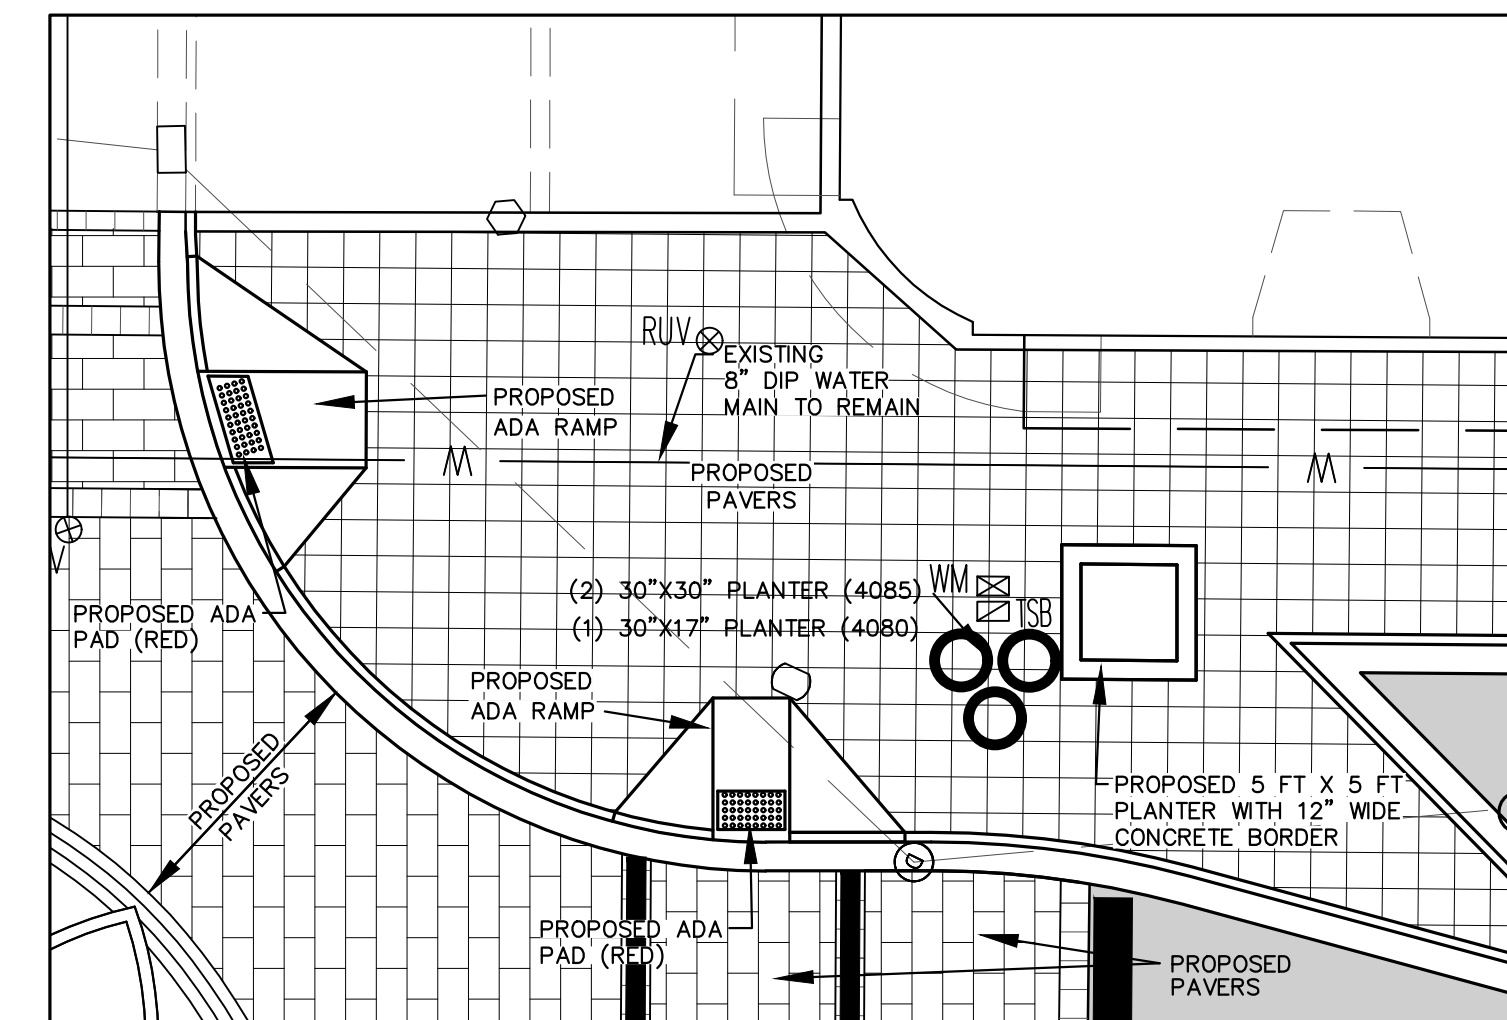 RUV
EXISTING
8" DIP WATER
MAIN TO REMAIN
PROPOSED
ADA RAMP
W
W
PROPOSED
PAVERS
V
(2) 30"X30" PLANTER (4085)
(1) 30"X17" PLANTER (4080)
WM
TSB
PROPOSED ADA
PAD (RED)
PROPOSED
ADA RAMP
PROPOSED
PAVERS
PROPOSED 5 FT X 5 FT
PLANTER WITH 12" WIDE
CONCRETE BORDER
PROPOSED ADA
PAD (RED)
PROPOSED
PAVERS